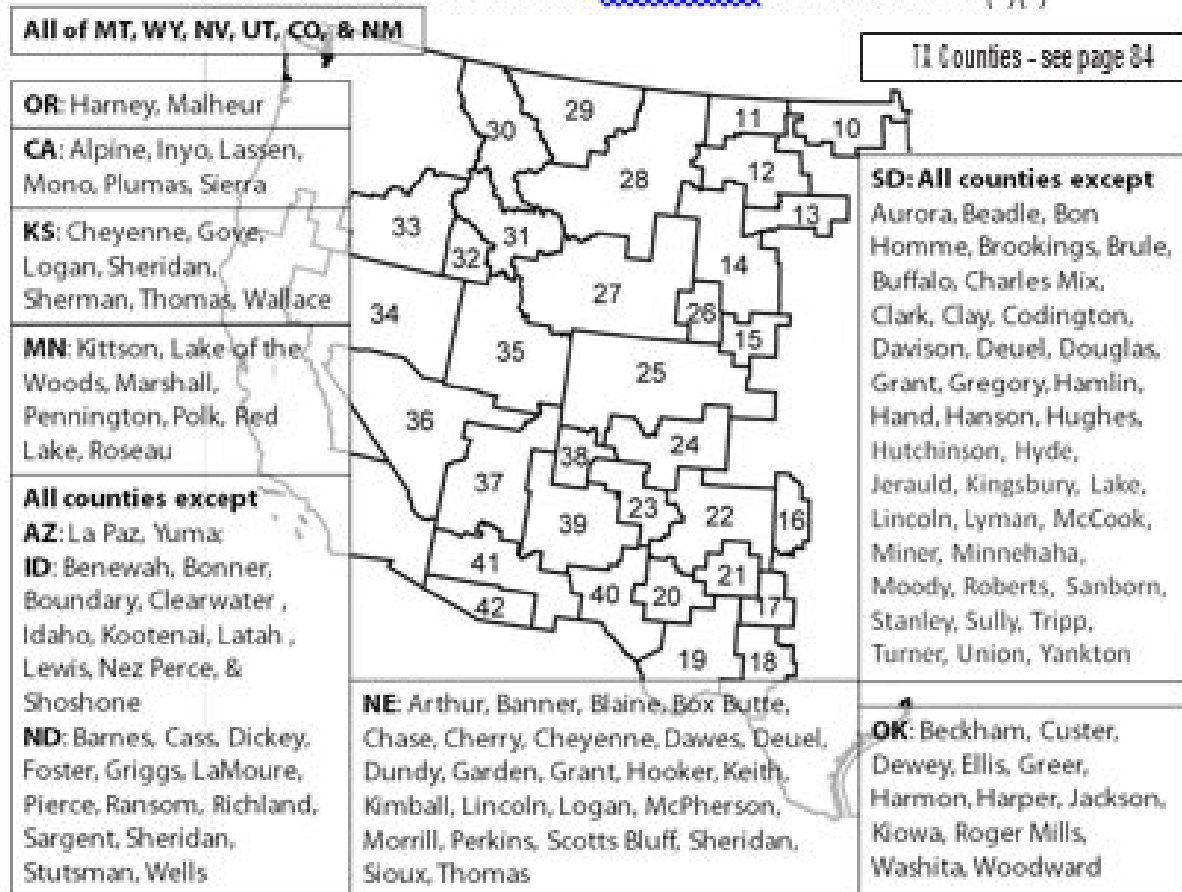 All of MT, WY, NV, UT, CO, & NM
TX Counties - see page 84
OR: Harney, Malheur
CA: Alpine, Inyo, Lassen,
Mono, Plumas, Sierra
KS: Cheyenne, Gove,
Logan, Sheridan,
Sherman, Thomas, Wallace
MN: Kittson, Lake of the
Woods, Marshall,
Pennington, Polk, Red
Lake, Roseau
All counties except
AZ: La Paz, Yuma;
ID: Benewah, Bonner,
Boundary, Clearwater ,
Idaho, Kootenai, Latah ,
Lewis, Nez Perce, &
Shoshone
ND: Barnes, Cass, Dickey,
Foster, Griggs, LaMoure,
Pierce, Ransom, Richland,
Sargent, Sheridan,
Stutsman, Wells
29
11
10
30
12
28
13
33
31
32
14
27
26
34
15
35
25
36
24
38
37
23
22
16
39
41
21
40
20
17
42
19
18
NE: Arthur, Banner, Blaine, Box Butte,
Chase, Cherry, Cheyenne, Dawes, Deuel,
Dundy, Garden, Grant, Hooker, Keith,
Kimball, Lincoln, Logan, McPherson,
Morrill, Perkins, Scotts Bluff, Sheridan,
Sioux, Thomas
SD: All counties except
Aurora, Beadle, Bon
Homme, Brookings, Brule,
Buffalo, Charles Mix,
Clark, Clay, Codington,
Davison, Deuel, Douglas,
Grant, Gregory, Hamlin,
Hand, Hanson, Hughes,
Hutchinson, Hyde,
Jerauld, Kingsbury, Lake,
Lincoln, Lyman, McCook,
Miner, Minnehaha,
Moody, Roberts, Sanborn,
Stanley, Sully, Tripp,
Turner, Union, Yankton
OK: Beckham, Custer,
Dewey, Ellis, Greer,
Harmon, Harper, Jackson,
Kiowa, Roger Mills,
Washita, Woodward